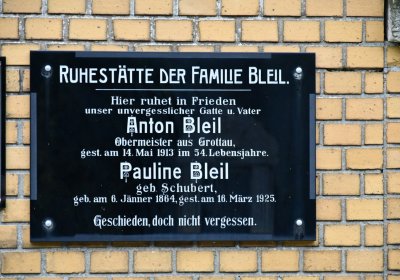 RUHESTÄTTE DER FAMILIE BLEIL.
Hier ruhet in Frieden
unser unvergesslicher Gatte u. Vater
Anton Bleil
Obermeister aus Grottau,
gest. am 14. Mai 1913 im 54. Lebensjahre.
Pauline Bleil
geb. Schubert,
geb. am 6. Jänner 1864, gest. am 16. März 1925.
Geschieden, doch nicht vergessen.